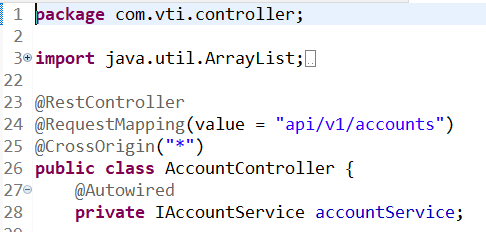 1 package com.vti.controller;
2
3 import java.util.ArrayList;
22
23 @RestController
24 @RequestMapping(value = "api/v1/accounts")
25 @CrossOrigin("*")
26 public class AccountController {
27 @Autowired
28 private IAccountService accountService;
29